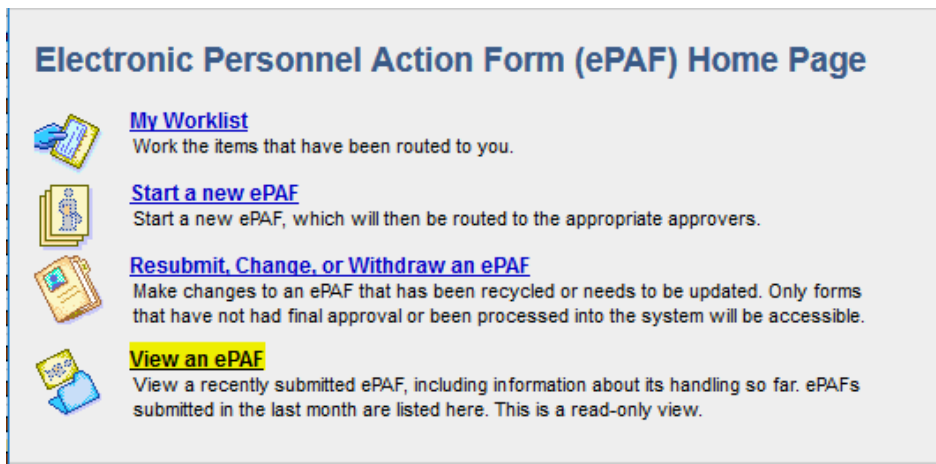 Electronic Personnel Action Form (ePAF) Home Page
My Worklist
Work the items that have been routed to you.
Start a new ePAF
Start a new ePAF, which will then be routed to the appropriate approvers.
Resubmit, Change, or Withdraw an ePAF
Make changes to an ePAF that has been recycled or needs to be updated. Only forms
that have not had final approval or been processed into the system will be accessible.
View an ePAF
View a recently submitted ePAF, including information about its handling so far. ePAFs
submitted in the last month are listed here. This is a read-only view.